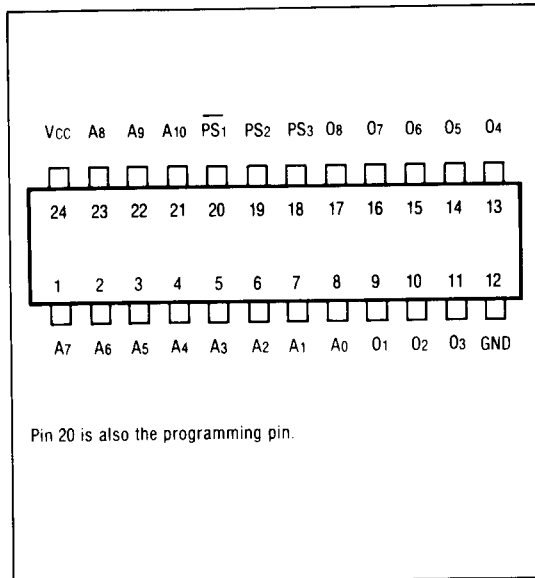 VCC A8 A9 A10 P̅S̅1 PS2 PS3 O8 O7 O6 O5 O4
24 23 22 21 20 19 18 17 16 15 14 13
1 2 3 4 5 6 7 8 9 10 11 12
A7 A6 A5 A4 A3 A2 A1 A0 O1 O2 O3 GND
Pin 20 is also the programming pin.